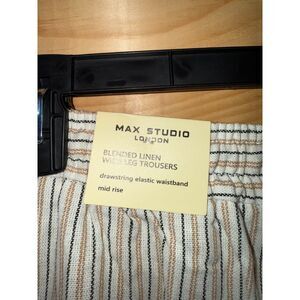 MAX STUDIO
LONDON
BLENDED LINEN
WIDE LEG TROUSERS
drawstring elastic waistband
mid rise